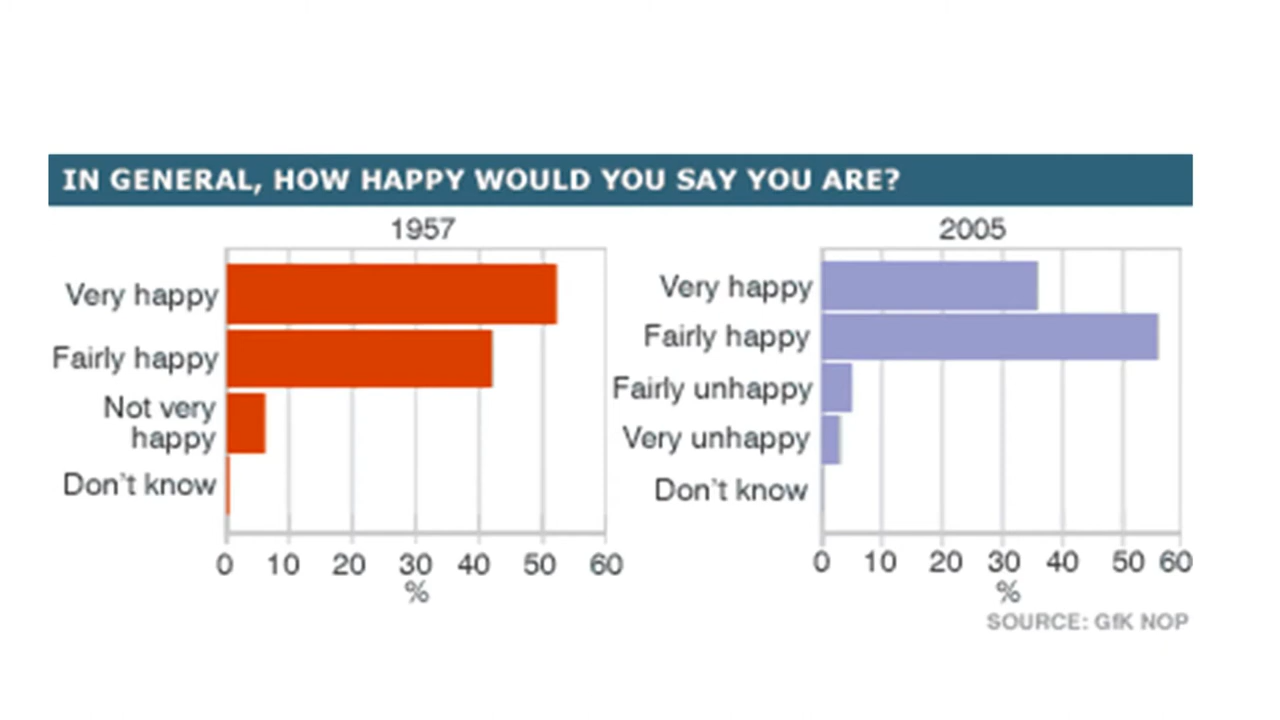 IN GENERAL, HOW HAPPY WOULD YOU SAY YOU ARE?
1957
Very happy
Fairly happy
Not very
happy
Don't know
0 10 20 30 40 50 60
%
2005
Very happy
Fairly happy
Fairly unhappy
Very unhappy
Don't know
0 10 20 30 40 50 60
%
SOURCE: GfK NOP